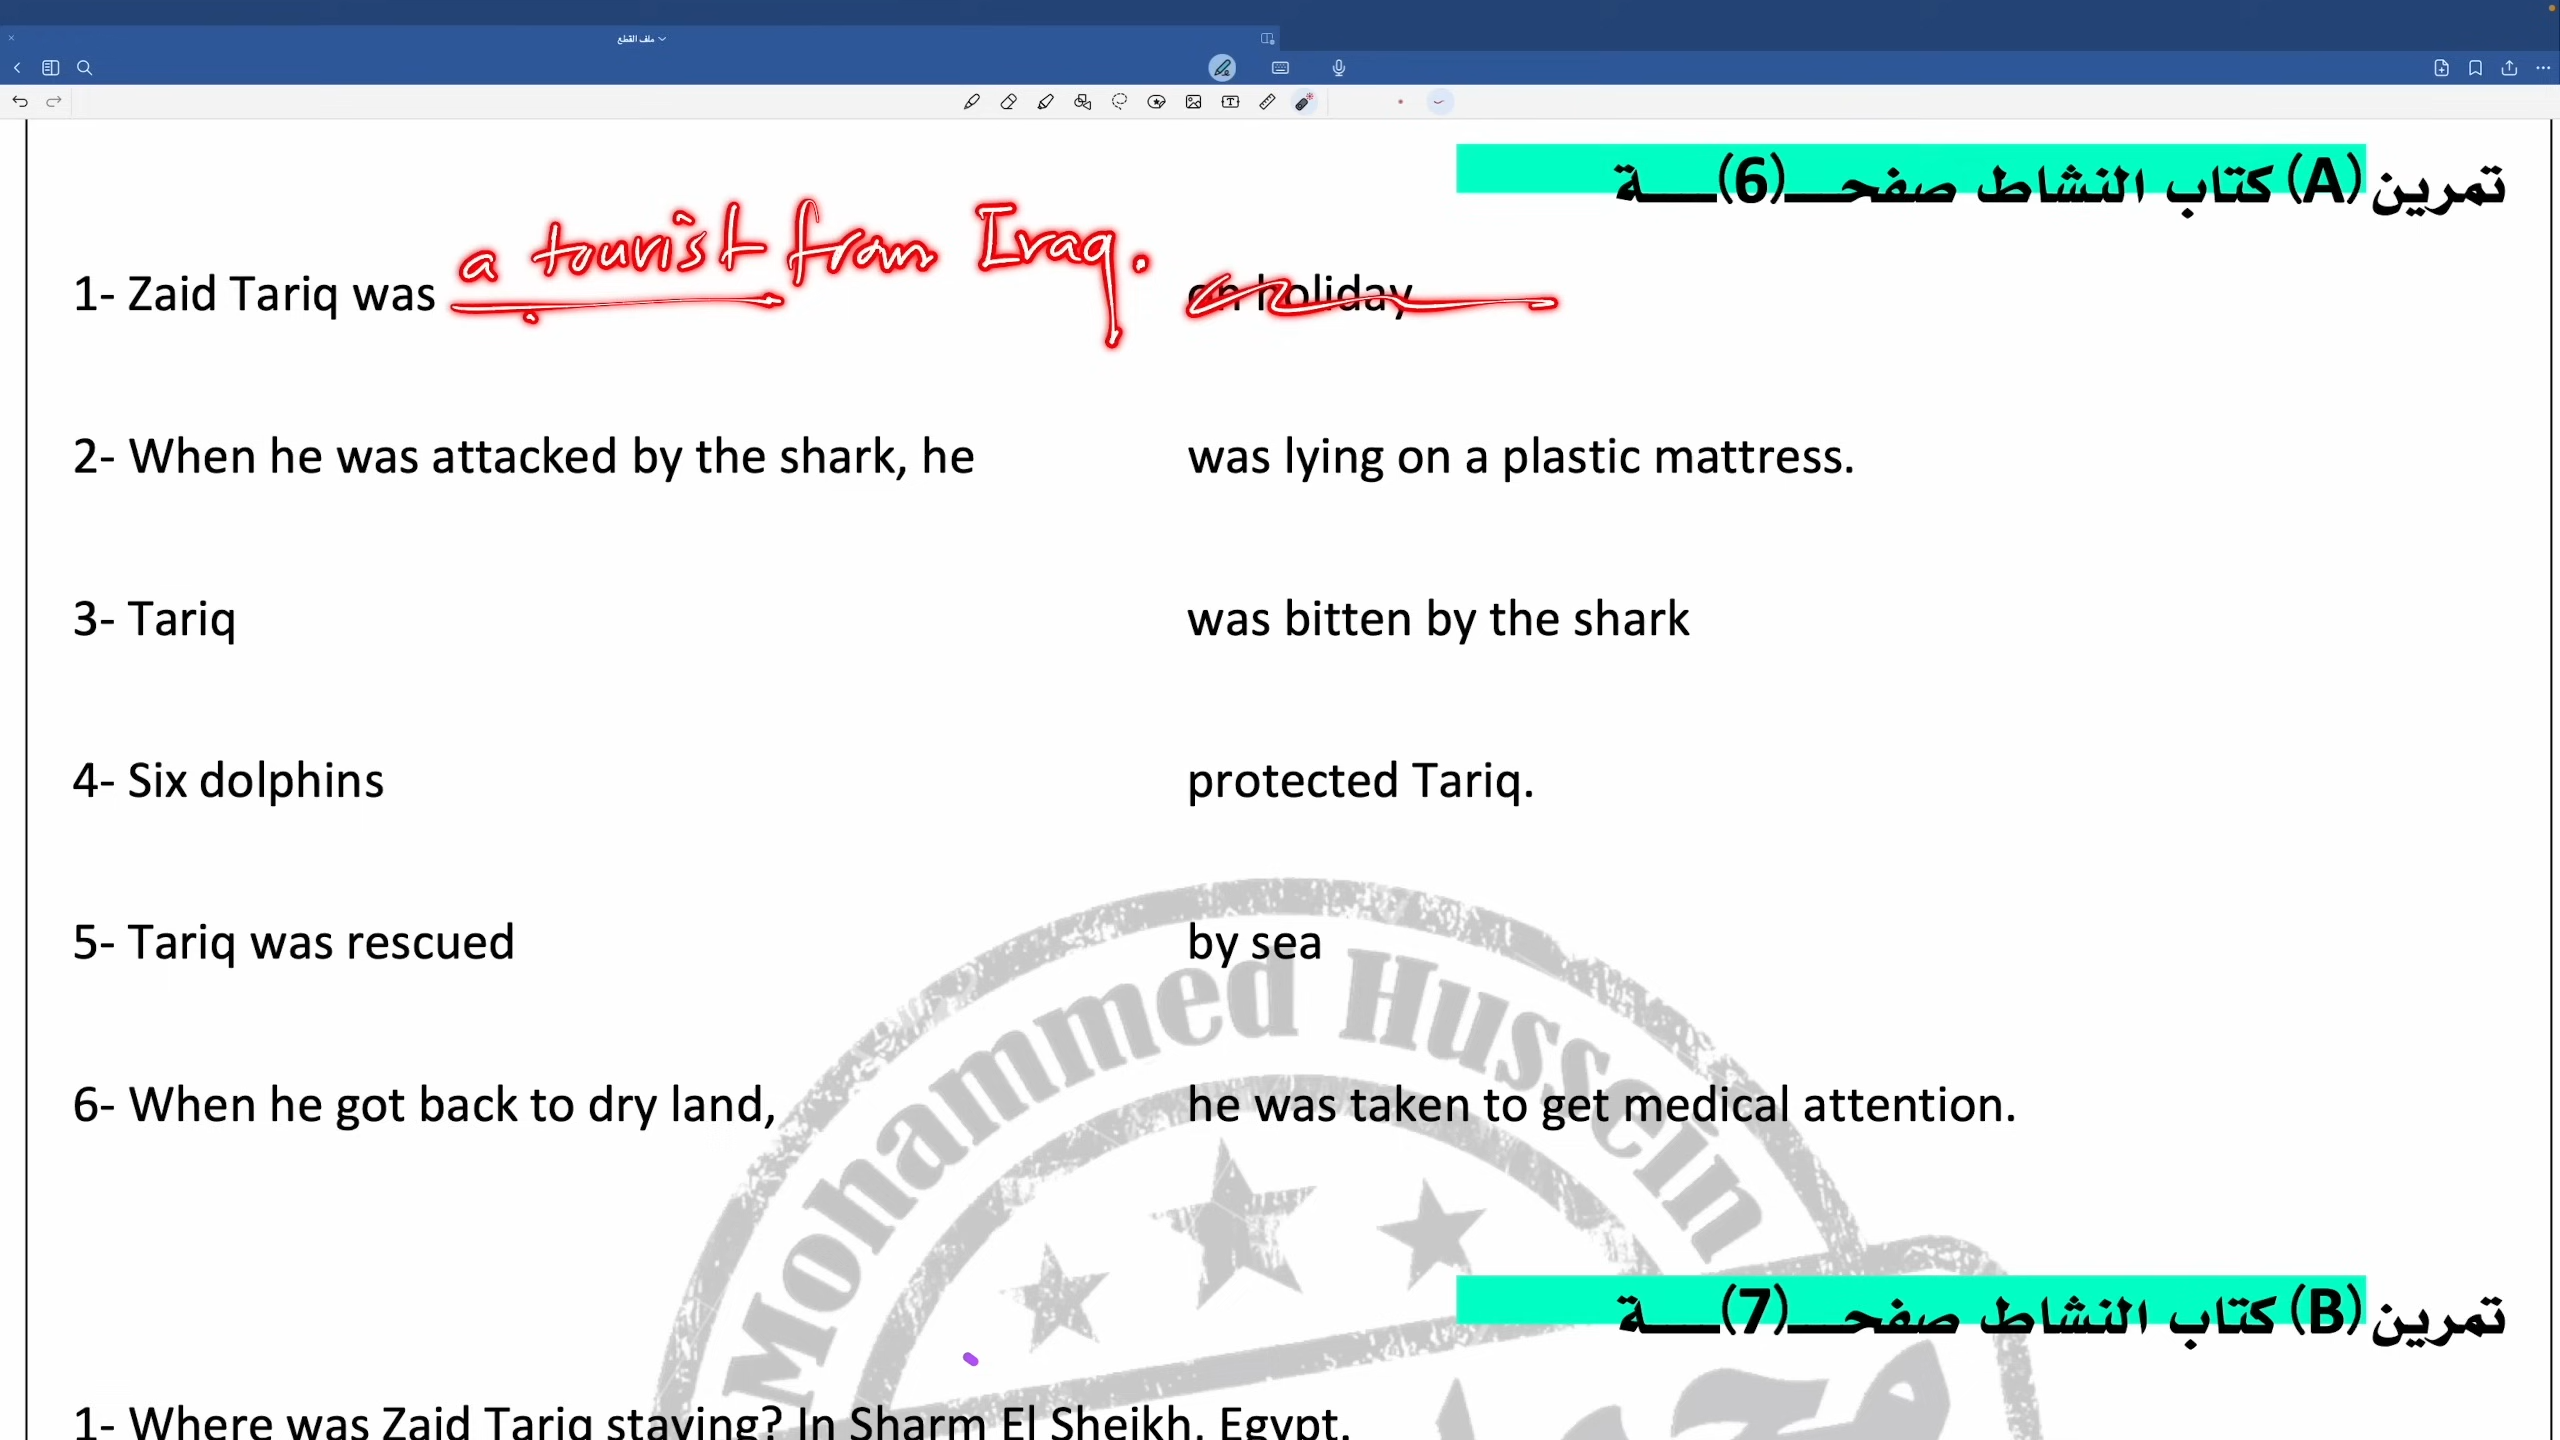 ملف القطع
تمرين (A) كتاب النشاط صفحـــ(6)ـــة
a tourist from Iraq.
1- Zaid Tariq was on holiday
2- When he was attacked by the shark, he was lying on a plastic mattress.
3- Tariq was bitten by the shark
4- Six dolphins protected Tariq.
5- Tariq was rescued by sea
6- When he got back to dry land, he was taken to get medical attention.
Mohammed Hussein
تمرين (B) كتاب النشاط صفحـــ(7)ـــة
1- Where was Zaid Tariq staying? In Sharm El Sheikh, Egypt.